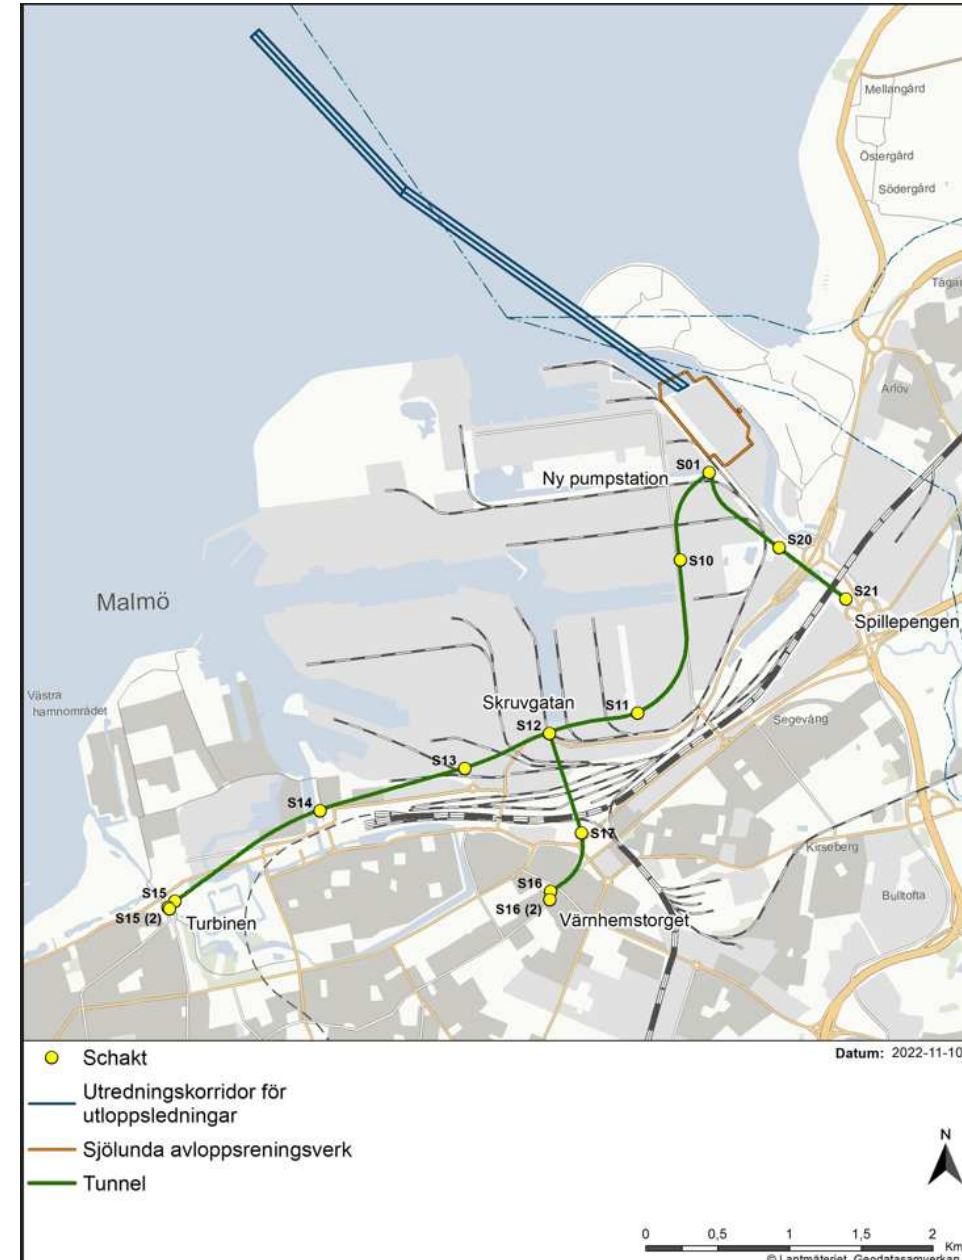 Mellangård
Östergård
Södergård
Arlöv
S01
Ny pumpstation
S20
S10
S21
Malmö
Spillepengen
Västra
hamnområdet
Skruvgatan
S11
S12
Segevång
S13
S14
S17
Kirseberg
S15
S16
Bulltofta
S15 (2)
S16 (2)
Turbinen
Värnhemstorget
Schakt
Datum: 2022-11-10
Utredningskorridor för
utloppsledningar
Sjölunda avloppsreningsverk
N
Tunnel
0 0,5 1 1,5 2
Km
© Lantmäteriet, Geodatasamverkan